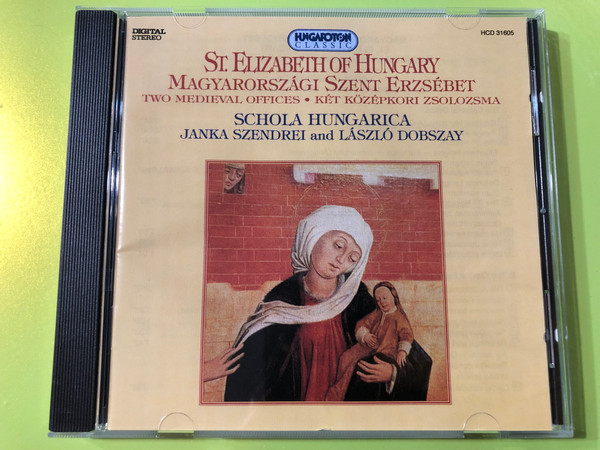 DIGITAL
STEREO
HUNGAROTON
CLASSIC
HCD 31605
ST. ELIZABETH OF HUNGARY
MAGYARORSZÁGI SZENT ERZSÉBET
TWO MEDIEVAL OFFICES • KÉT KÖZÉPKORI ZSOLOZSMA
SCHOLA HUNGARICA
JANKA SZENDREI and LÁSZLÓ DOBSZAY